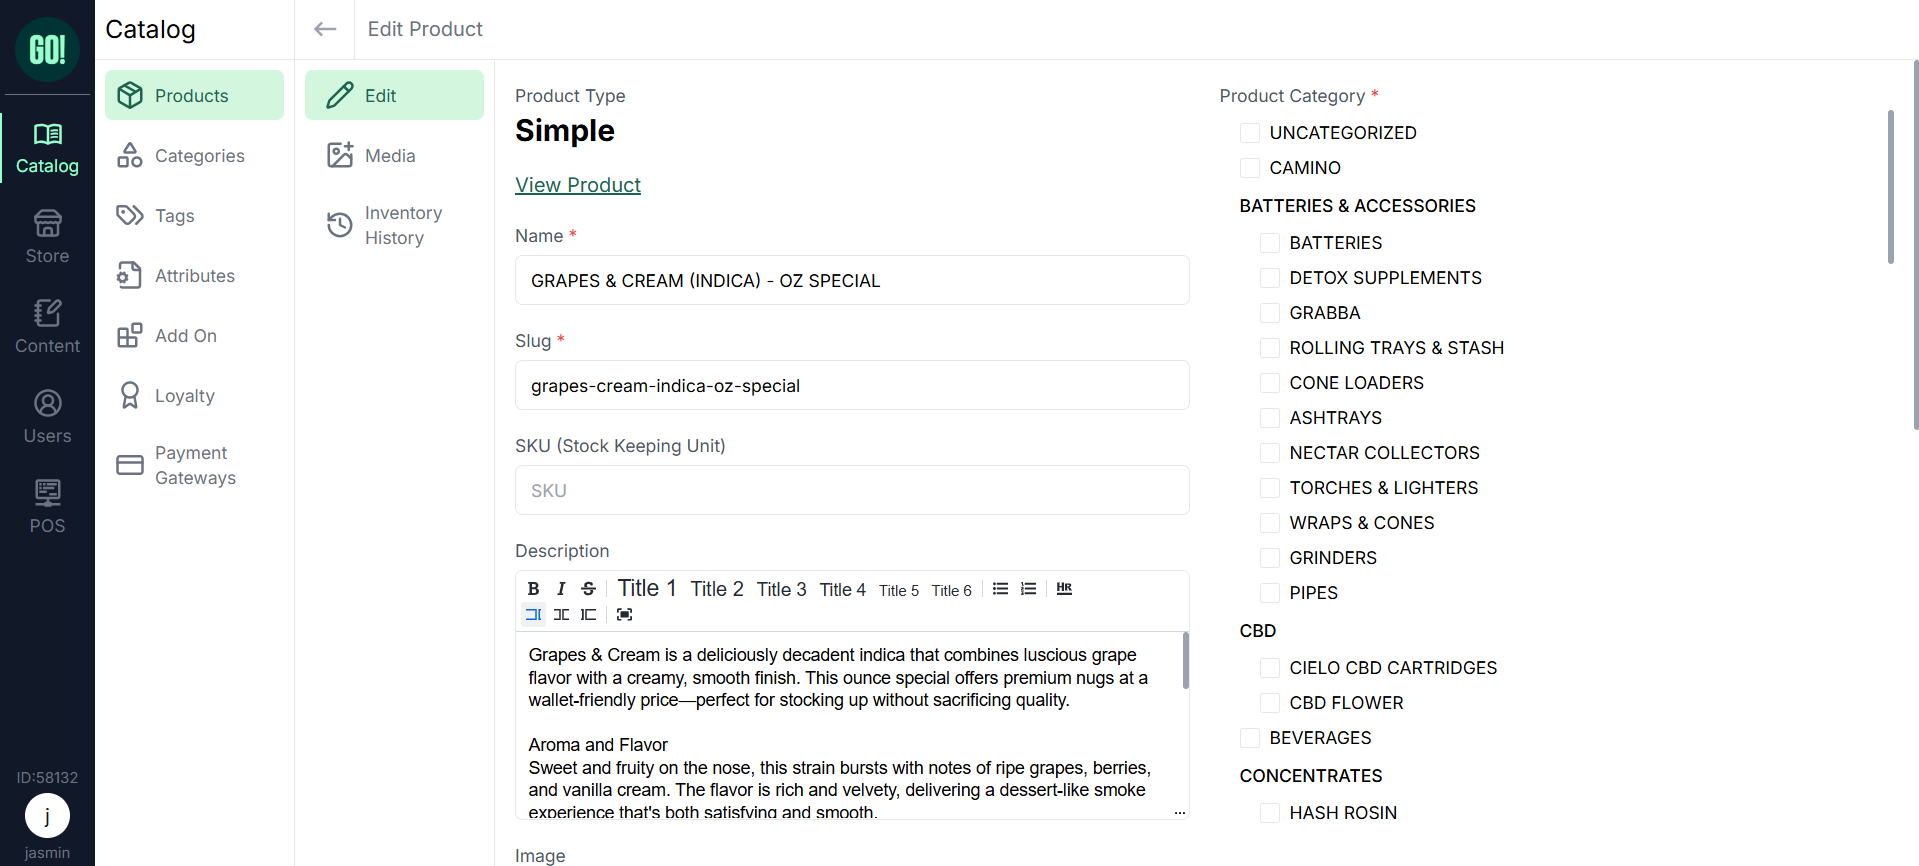 GO!
Catalog
Store
Content
Users
POS
ID:58132
j
jasmin
Catalog
Products
Categories
Tags
Attributes
Add On
Loyalty
Payment
Gateways
Edit Product
Edit
Media
Inventory
History
Product Type
Simple
View Product
Name *
GRAPES & CREAM (INDICA) - OZ SPECIAL
Slug *
grapes-cream-indica-oz-special
SKU (Stock Keeping Unit)
SKU
Description
B I S Title 1 Title 2 Title 3 Title 4 Title 5 Title 6 HR
Grapes & Cream is a deliciously decadent indica that combines luscious grape
flavor with a creamy, smooth finish. This ounce special offers premium nugs at a
wallet-friendly price—perfect for stocking up without sacrificing quality.
Aroma and Flavor
Sweet and fruity on the nose, this strain bursts with notes of ripe grapes, berries,
and vanilla cream. The flavor is rich and velvety, delivering a dessert-like smoke
experience that's both satisfying and smooth.
...
Image
Product Category *
UNCATEGORIZED
CAMINO
BATTERIES & ACCESSORIES
BATTERIES
DETOX SUPPLEMENTS
GRABBA
ROLLING TRAYS & STASH
CONE LOADERS
ASHTRAYS
NECTAR COLLECTORS
TORCHES & LIGHTERS
WRAPS & CONES
GRINDERS
PIPES
CBD
CIELO CBD CARTRIDGES
CBD FLOWER
BEVERAGES
CONCENTRATES
HASH ROSIN